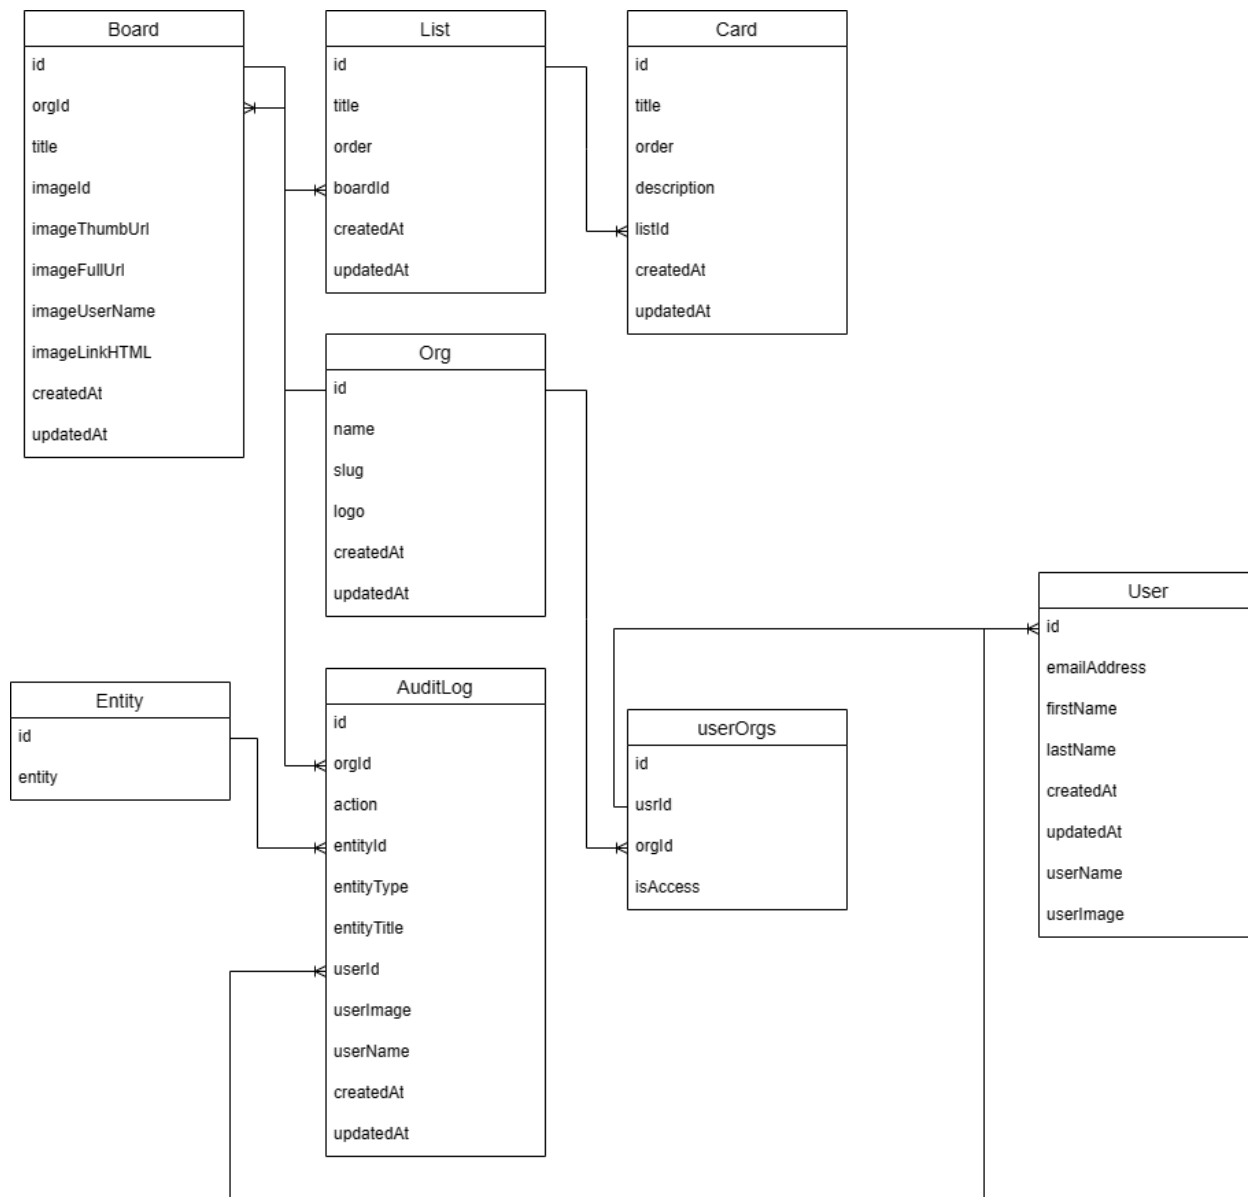 Board
id
orgId
title
imageId
imageThumbUrl
imageFullUrl
imageUserName
imageLinkHTML
createdAt
updatedAt
List
id
title
order
boardId
createdAt
updatedAt
Card
id
title
order
description
listId
createdAt
updatedAt
Org
id
name
slug
logo
createdAt
updatedAt
Entity
id
entity
AuditLog
id
orgId
action
entityId
entityType
entityTitle
userId
userImage
userName
createdAt
updatedAt
userOrgs
id
usrId
orgId
isAccess
User
id
emailAddress
firstName
lastName
createdAt
updatedAt
userName
userImage